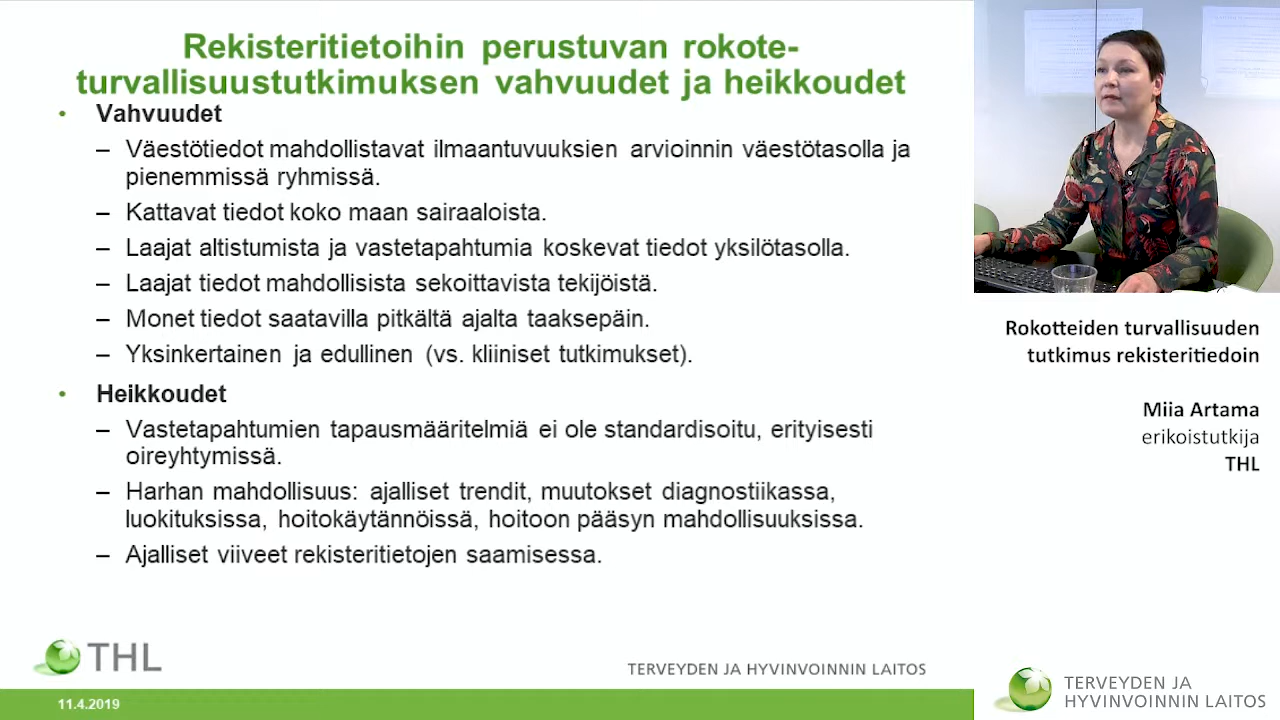 Rekisteritietoihin perustuvan rokote-
turvallisuustutkimuksen vahvuudet ja heikkoudet
• Vahvuudet
– Väestötiedot mahdollistavat ilmaantuvuuksien arvioinnin väestötasolla ja
pienemmissä ryhmissä.
– Kattavat tiedot koko maan sairaaloista.
– Laajat altistumista ja vastetapahtumia koskevat tiedot yksilötasolla.
– Laajat tiedot mahdollisista sekoittavista tekijöistä.
– Monet tiedot saatavilla pitkältä ajalta taaksepäin.
– Yksinkertainen ja edullinen (vs. kliiniset tutkimukset).
• Heikkoudet
– Vastetapahtumien tapausmääritelmiä ei ole standardisoitu, erityisesti
oireyhtymissä.
– Harhan mahdollisuus: ajalliset trendit, muutokset diagnostiikassa,
luokituksissa, hoitokäytännöissä, hoitoon pääsyn mahdollisuuksissa.
– Ajalliset viiveet rekisteritietojen saamisessa.
THL
TERVEYDEN JA HYVINVOINNIN LAITOS
11.4.2019
Rokotteiden turvallisuuden
tutkimus rekisteritiedoin
Miia Artama
erikoistutkija
THL
TERVEYDEN JA
HYVINVOINNIN LAITOS